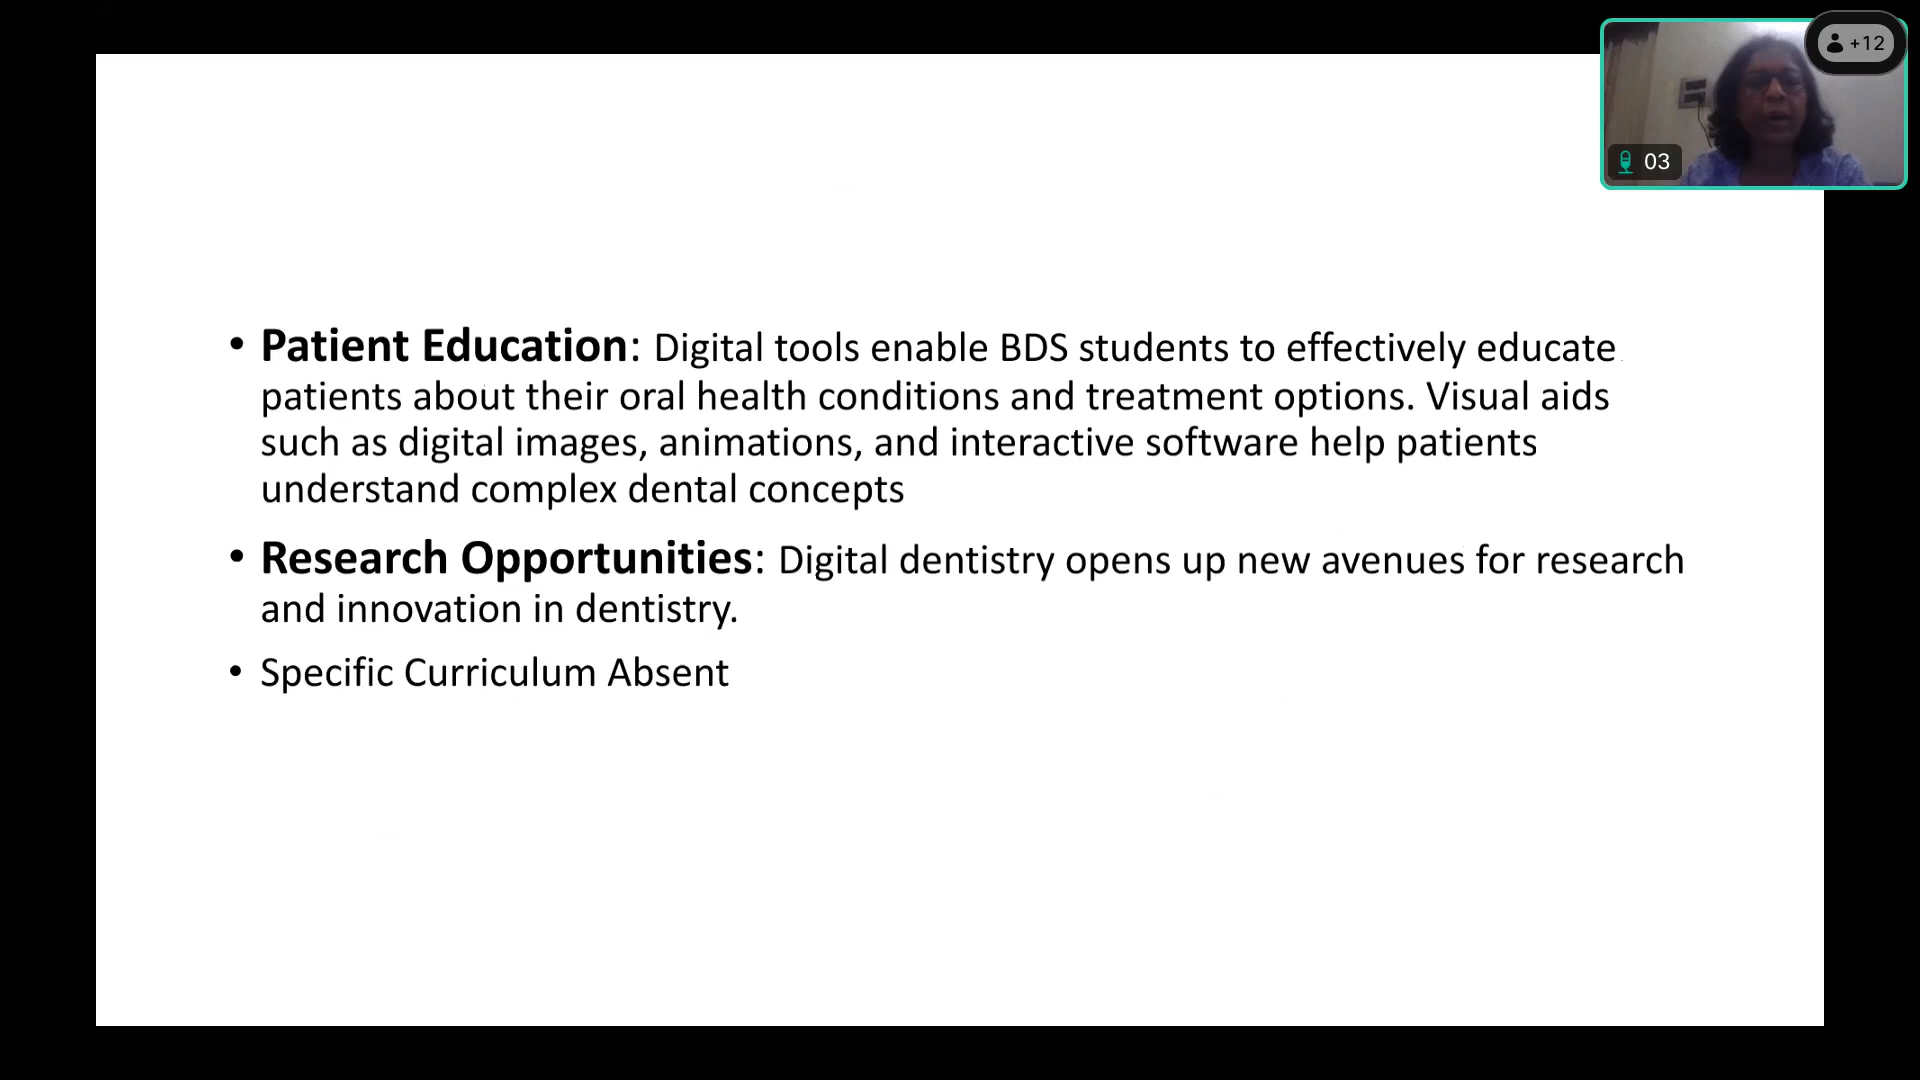 +12
03
• Patient Education: Digital tools enable BDS students to effectively educate
patients about their oral health conditions and treatment options. Visual aids
such as digital images, animations, and interactive software help patients
understand complex dental concepts
• Research Opportunities: Digital dentistry opens up new avenues for research
and innovation in dentistry.
• Specific Curriculum Absent